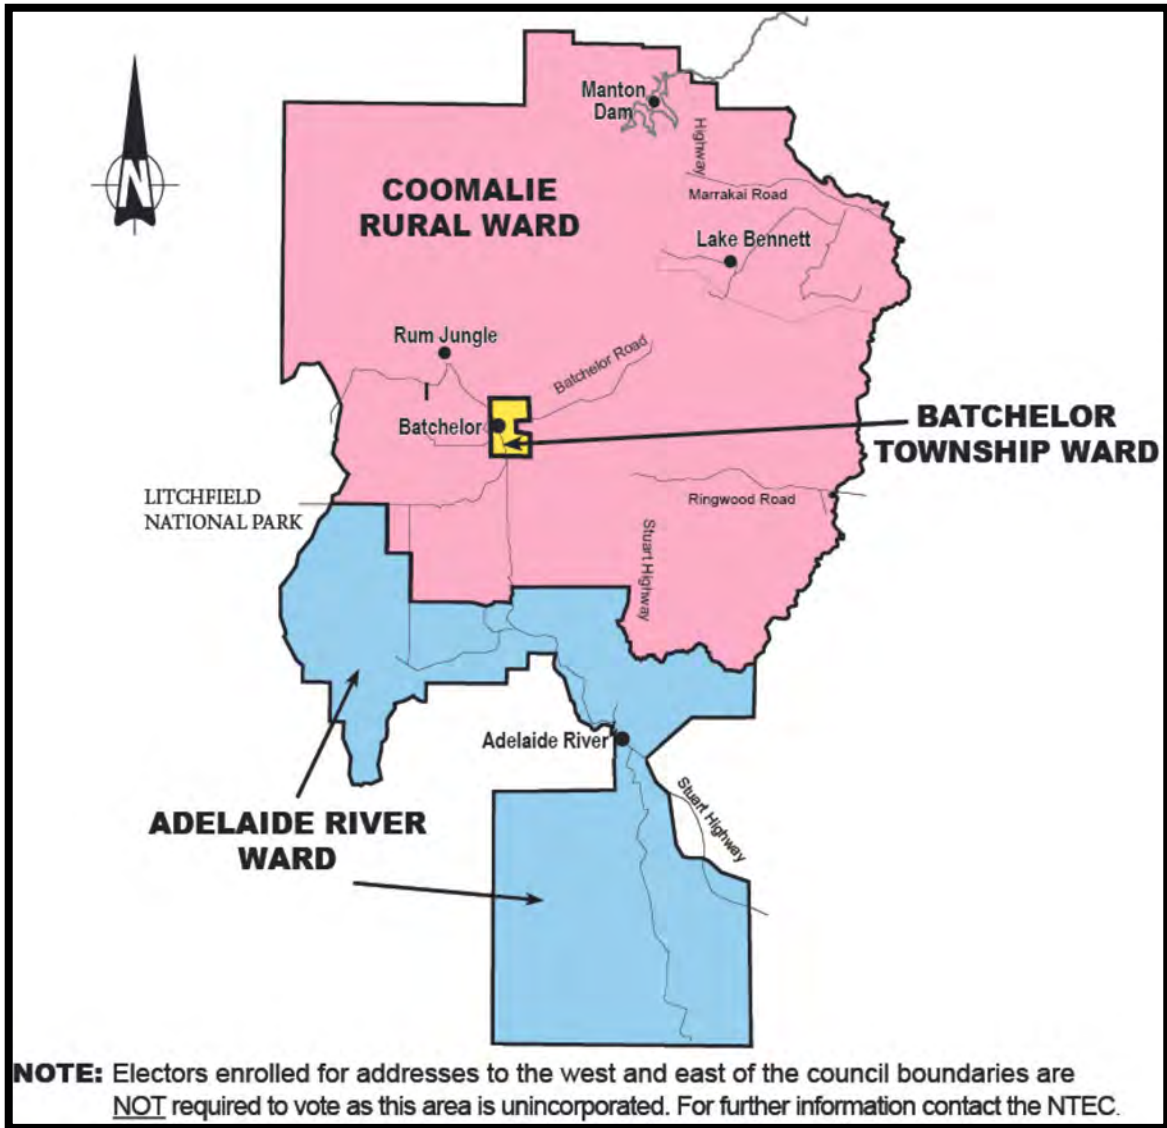 Manton
Dam
Highway
N
COOMALIE
RURAL WARD
Marrakai Road
Lake Bennett
Rum Jungle
Batchelor Road
Batchelor
BATCHELOR
TOWNSHIP WARD
LITCHFIELD
NATIONAL PARK
Ringwood Road
Stuart Highway
Adelaide River
Stuart Highway
ADELAIDE RIVER
WARD
NOTE: Electors enrolled for addresses to the west and east of the council boundaries are
NOT required to vote as this area is unincorporated. For further information contact the NTEC.